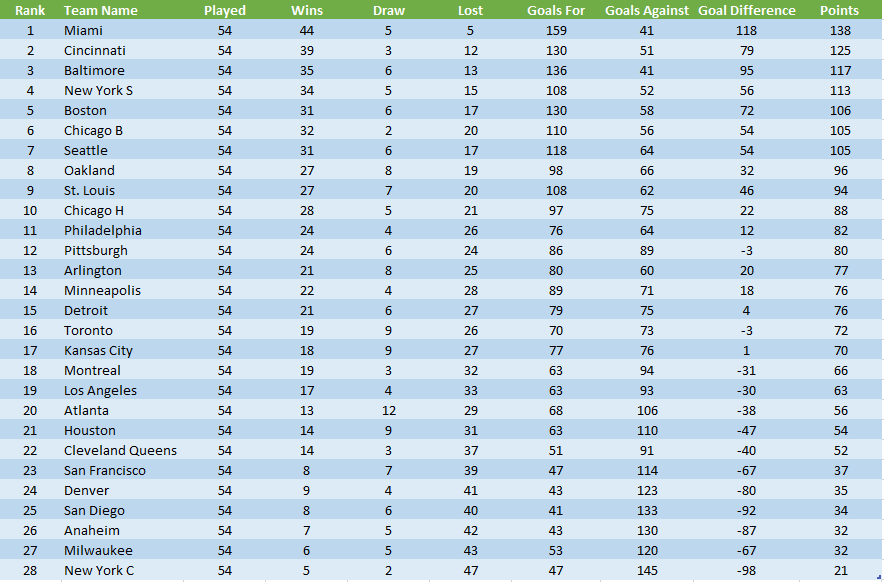 Rank Team Name Played Wins Draw Lost Goals For Goals Against Goal Difference Points
1 Miami 54 44 5 5 159 41 118 138
2 Cincinnati 54 39 3 12 130 51 79 125
3 Baltimore 54 35 6 13 136 41 95 117
4 New York S 54 34 5 15 108 52 56 113
5 Boston 54 31 6 17 130 58 72 106
6 Chicago B 54 32 2 20 110 56 54 105
7 Seattle 54 31 6 17 118 64 54 105
8 Oakland 54 27 8 19 98 66 32 96
9 St. Louis 54 27 7 20 108 62 46 94
10 Chicago H 54 28 5 21 97 75 22 88
11 Philadelphia 54 24 4 26 76 64 12 82
12 Pittsburgh 54 24 6 24 86 89 -3 80
13 Arlington 54 21 8 25 80 60 20 77
14 Minneapolis 54 22 4 28 89 71 18 76
15 Detroit 54 21 6 27 79 75 4 76
16 Toronto 54 19 9 26 70 73 -3 72
17 Kansas City 54 18 9 27 77 76 1 70
18 Montreal 54 19 3 32 63 94 -31 66
19 Los Angeles 54 17 4 33 63 93 -30 63
20 Atlanta 54 13 12 29 68 106 -38 56
21 Houston 54 14 9 31 63 110 -47 54
22 Cleveland Queens 54 14 3 37 51 91 -40 52
23 San Francisco 54 8 7 39 47 114 -67 37
24 Denver 54 9 4 41 43 123 -80 35
25 San Diego 54 8 6 40 41 133 -92 34
26 Anaheim 54 7 5 42 43 130 -87 32
27 Milwaukee 54 6 5 43 53 120 -67 32
28 New York C 54 5 2 47 47 145 -98 21